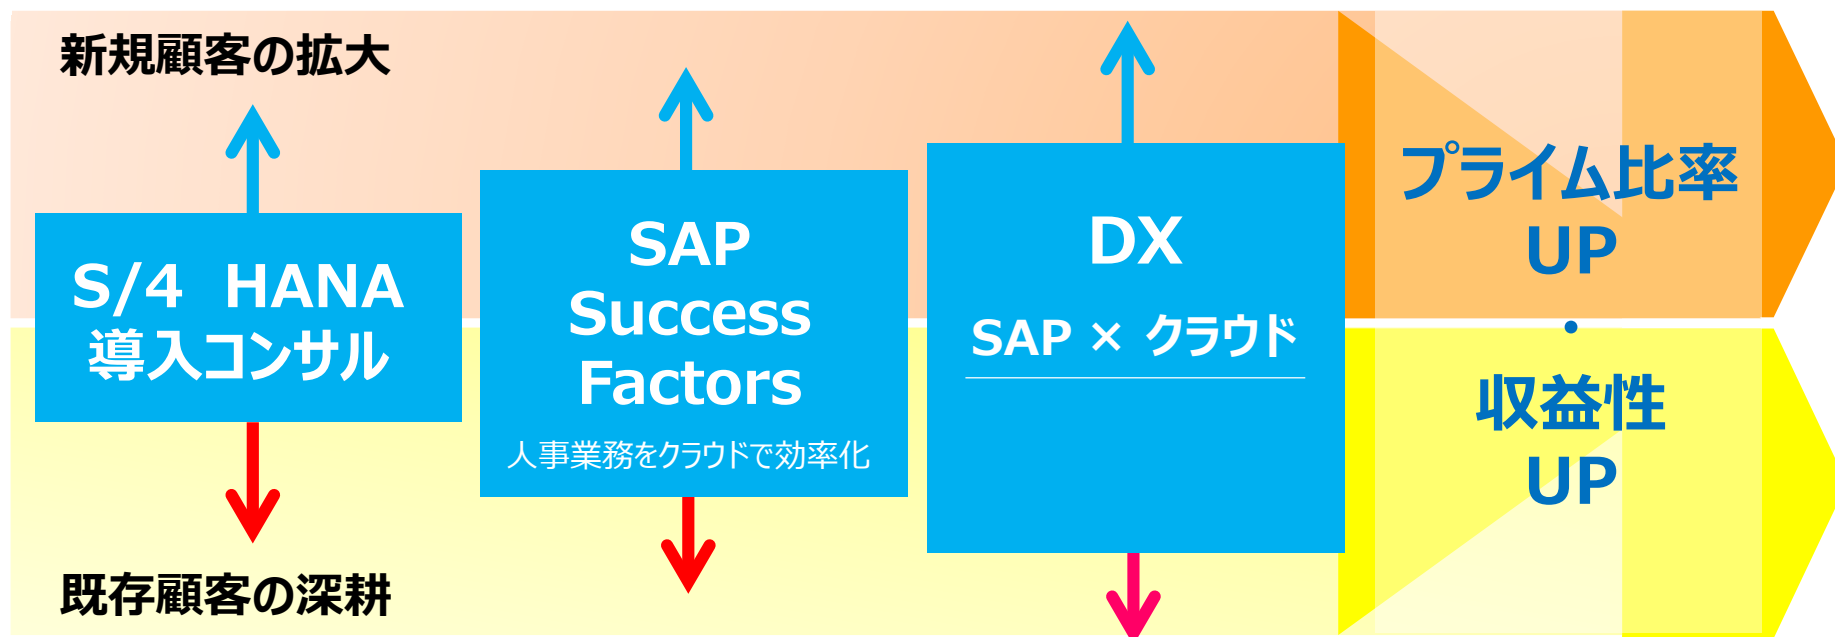 新規顧客の拡大
S/4 HANA
導入コンサル
SAP
Success
Factors
人事業務をクラウドで効率化
DX
SAP × クラウド
プライム比率
UP
・
収益性
UP
既存顧客の深耕